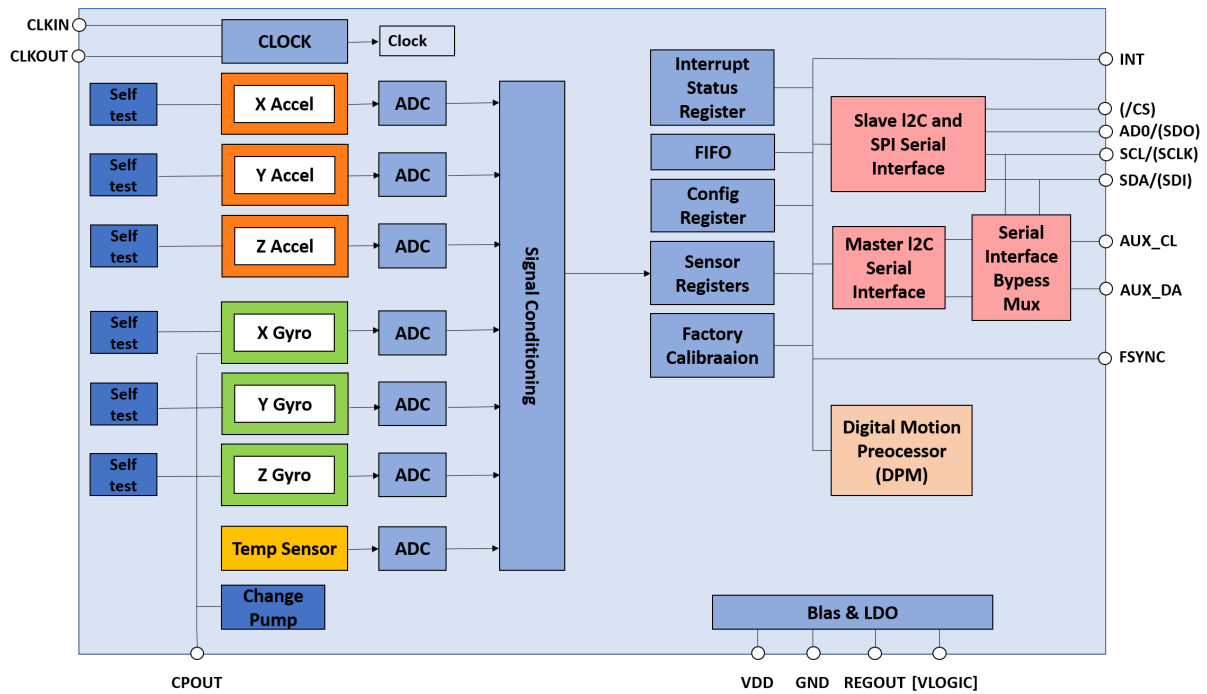 CLKIN
CLKOUT
CLOCK
Clock
Self
test
X Accel
ADC
Self
test
Y Accel
ADC
Self
test
Z Accel
ADC
Self
test
X Gyro
ADC
Self
test
Y Gyro
ADC
Self
test
Z Gyro
ADC
Temp Sensor
ADC
Change
Pump
CPOUT
Signal Conditioning
Interrupt
Status
Register
FIFO
Config
Register
Sensor
Registers
Factory
Calibraaion
Slave I2C and
SPI Serial
Interface
Master I2C
Serial
Interface
Serial
Interface
Bypess
Mux
Digital Motion
Preocessor
(DPM)
INT
(/CS)
AD0/(SDO)
SCL/(SCLK)
SDA/(SDI)
AUX_CL
AUX_DA
FSYNC
Blas & LDO
VDD
GND
REGOUT
[VLOGIC]